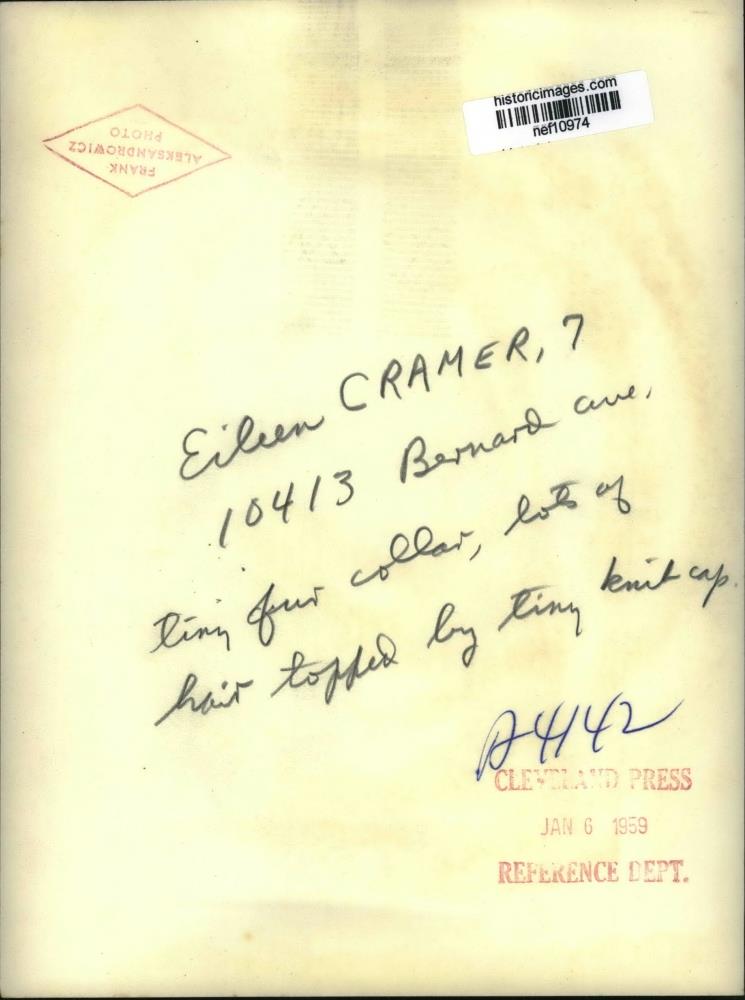 historicimages.com
nef10974
FRANK
ALEKSANDROWICZ
PHOTO
Eileen CRAMER, 7
10413 Bernard ave.
tiny fur collar, lots of
hair topped by tiny knit cap.
A4142
CLEVELAND PRESS
JAN 6 1959
REFERENCE DEPT.